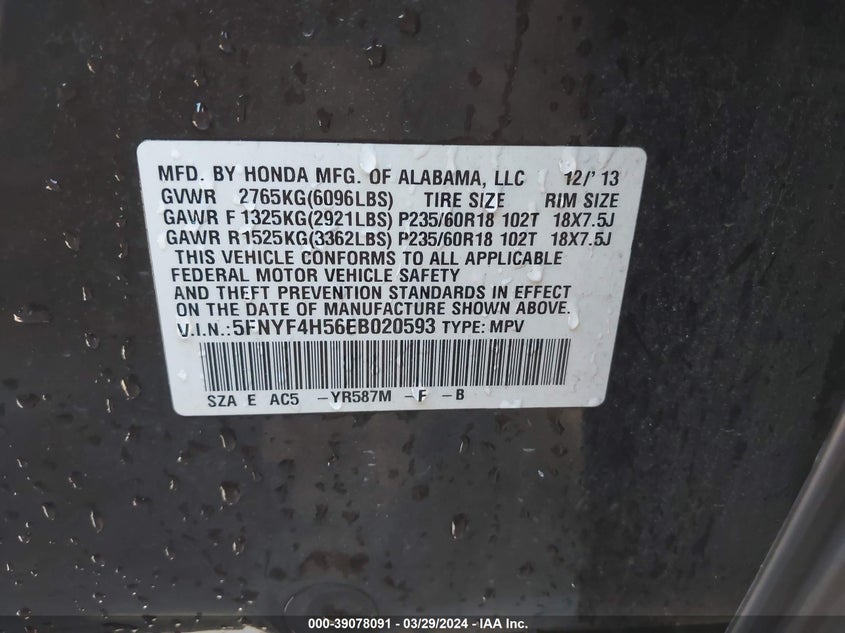 MFD. BY HONDA MFG. OF ALABAMA, LLC 12/'13
GVWR 2765KG(6096LBS) TIRE SIZE RIM SIZE
GAWR F 1325KG(2921LBS) P235/60R18 102T 18X7.5J
GAWR R1525KG(3362LBS) P235/60R18 102T 18X7.5J
THIS VEHICLE CONFORMS TO ALL APPLICABLE
FEDERAL MOTOR VEHICLE SAFETY
AND THEFT PREVENTION STANDARDS IN EFFECT
ON THE DATE OF MANUFACTURE SHOWN ABOVE.
V.I.N.:5FNYF4H56EB020593 TYPE: MPV
SZA E AC5 -YR587M -F -B
000-39078091 - 03/29/2024 - IAA Inc.